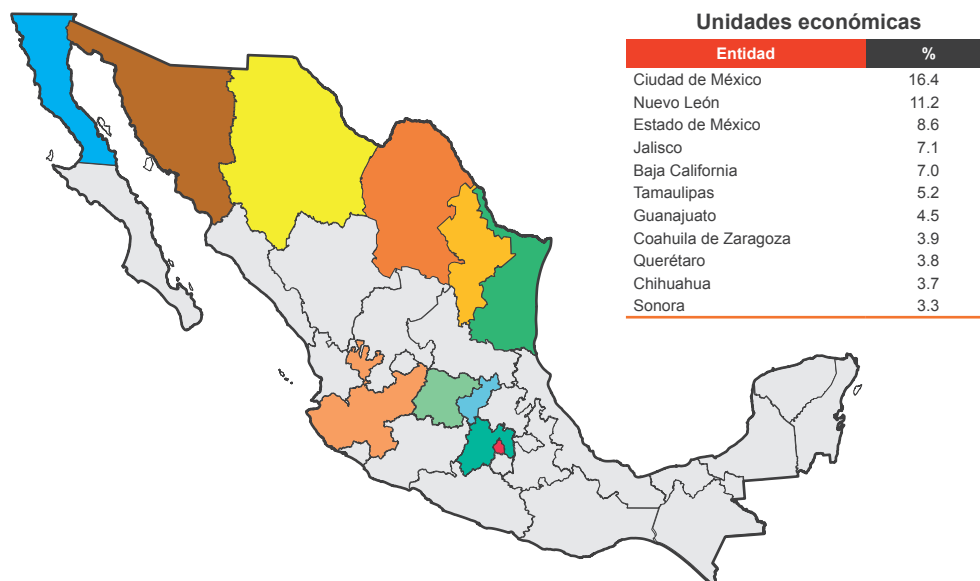 Unidades económicas
Entidad %
Ciudad de México 16.4
Nuevo León 11.2
Estado de México 8.6
Jalisco 7.1
Baja California 7.0
Tamaulipas 5.2
Guanajuato 4.5
Coahuila de Zaragoza 3.9
Querétaro 3.8
Chihuahua 3.7
Sonora 3.3